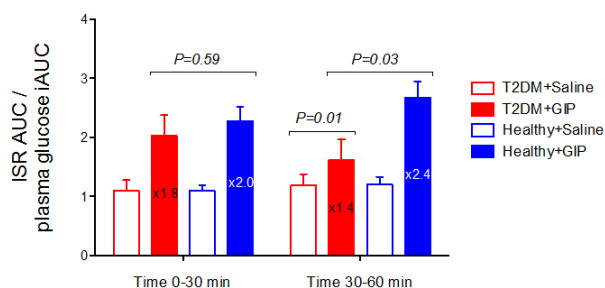 4
P=0.59
P=0.03
3
T2DM+Saline
T2DM+GIP
Healthy+Saline
Healthy+GIP
P=0.01
2
1
0
ISR AUC /
plasma glucose iAUC
x1.8
x2.0
x1.4
x2.4
Time 0-30 min
Time 30-60 min